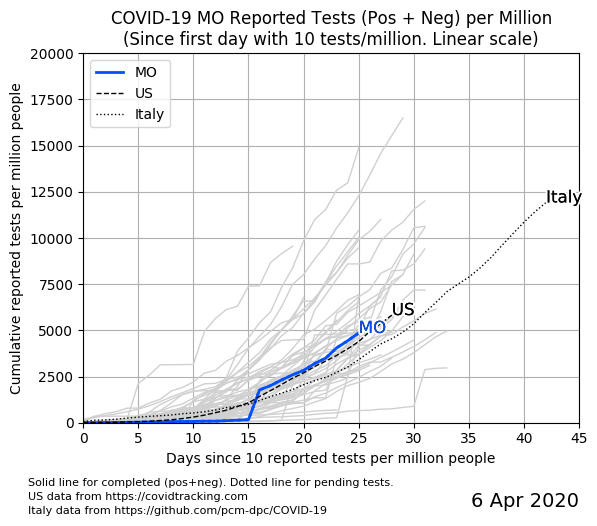 COVID-19 MO Reported Tests (Pos + Neg) per Million
(Since first day with 10 tests/million. Linear scale)
20000
17500
15000
12500
10000
7500
5000
2500
0
Cumulative reported tests per million people
MO
US
Italy
Italy
US
MO
0 5 10 15 20 25 30 35 40 45
Days since 10 reported tests per million people
Solid line for completed (pos+neg). Dotted line for pending tests.
US data from https://covidtracking.com
Italy data from https://github.com/pcm-dpc/COVID-19
6 Apr 2020